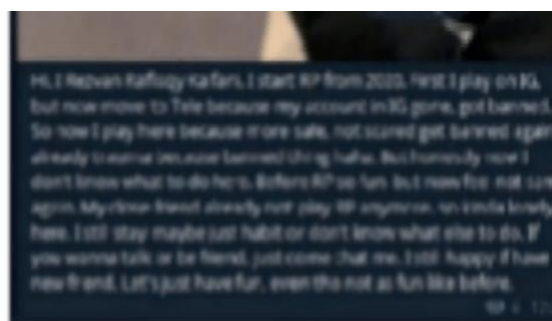 Hi, I Rezvan Rafisqy Kaifan, I start RP from 2020. First I play on IG,
but now move to Tele because my account in IG gone, got banned.
So now I play here because more safe, not scared get banned again
already trauma because banned thing haha. But honestly now I
don't know what to do here. Before RP so fun but now feel not same
again. My close friend already not play RP anymore, so kinda lonely
here. I still stay maybe just habit or don't know what else to do. If
you wanna talk or be friend, just come chat me. I still happy if have
new friend. Let's just have fun, even tho not as fun like before.